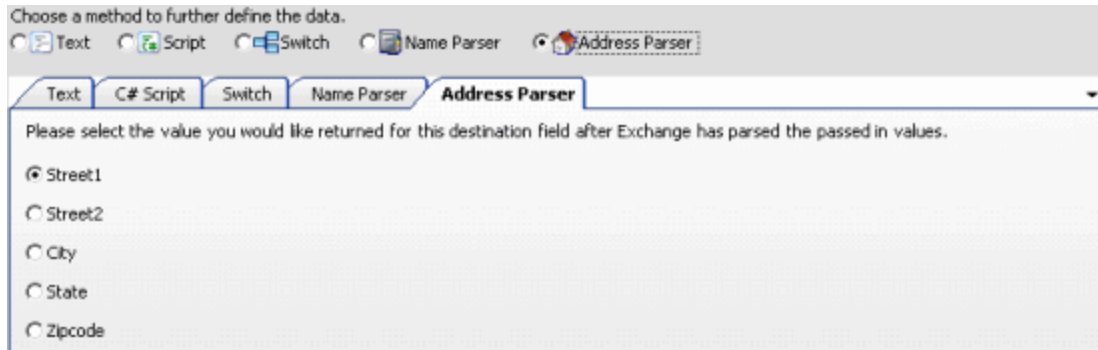 Choose a method to further define the data.
Text Script Switch Name Parser Address Parser
Text C# Script Switch Name Parser Address Parser
Please select the value you would like returned for this destination field after Exchange has parsed the passed in values.
Street1
Street2
City
State
Zipcode